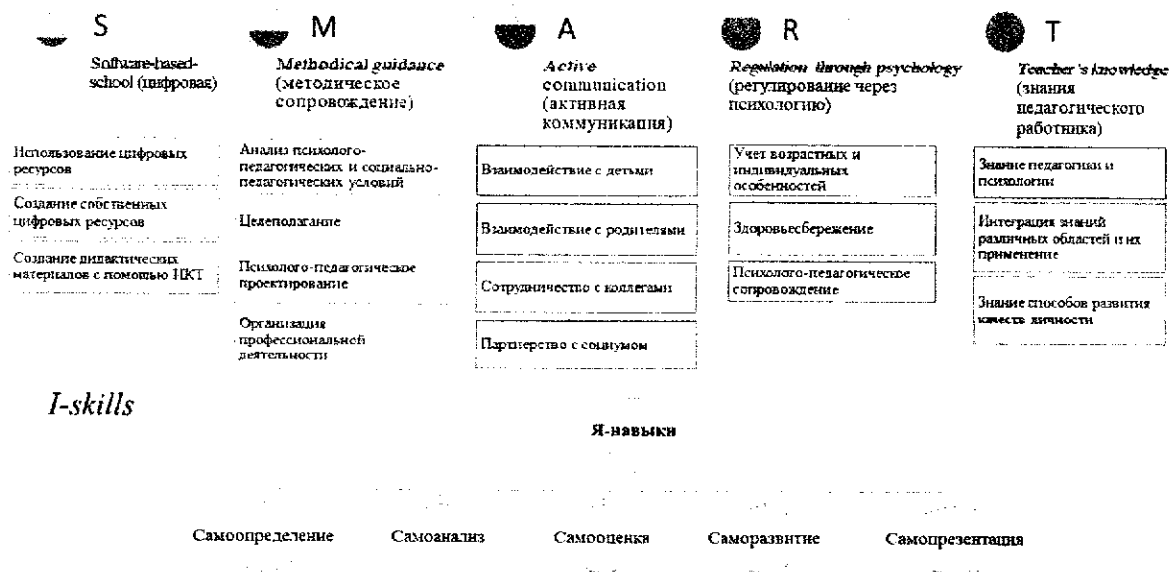 S
Software-based-
school (цифровая)
Использование цифровых
ресурсов
Создание собственных
цифровых ресурсов
Создание дидактических
материалов с помощью ИКТ
M
Methodical guidance
(методическое
сопровождение)
Анализ психолого-
педагогических и социально-
педагогических условий
Целеполагание
Психолого-педагогическое
проектирование
Организация
профессиональной
деятельности
A
Active
communication
(активная
коммуникация)
Взаимодействие с детьми
Взаимодействие с родителями
Сотрудничество с коллегами
Партнерство с социумом
R
Regulation through psychology
(регулирование через
психологию)
Учет возрастных и
индивидуальных
особенностей
Здоровьесбережение
Психолого-педагогическое
сопровождение
T
Teacher's knowledge
(знания
педагогического
работника)
Знание педагогики и
психологии
Интеграция знаний
различных областей и их
применение
Знание способов развития
качеств личности
I-skills
Я-навыки
Самоопределение
Самоанализ
Самооценка
Саморазвитие
Самопрезентация